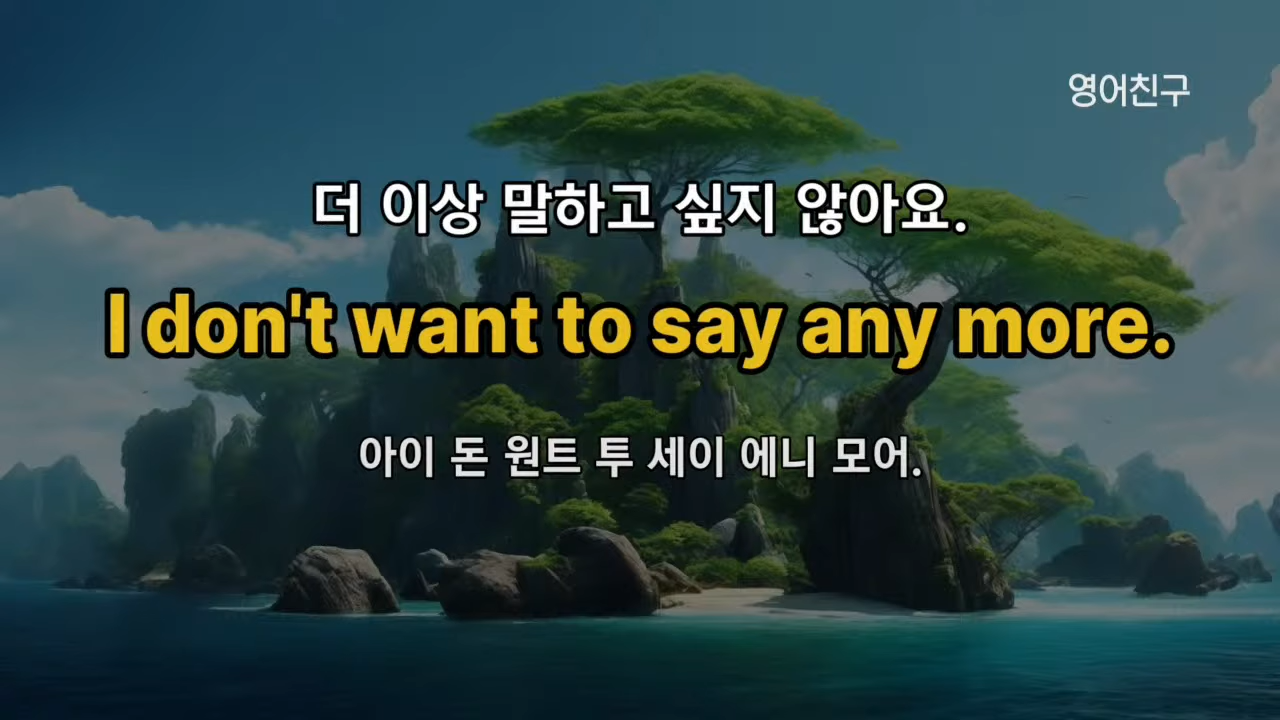 영어친구
더 이상 말하고 싶지 않아요.
I don't want to say any more.
아이 돈 원트 투 세이 에니 모어.